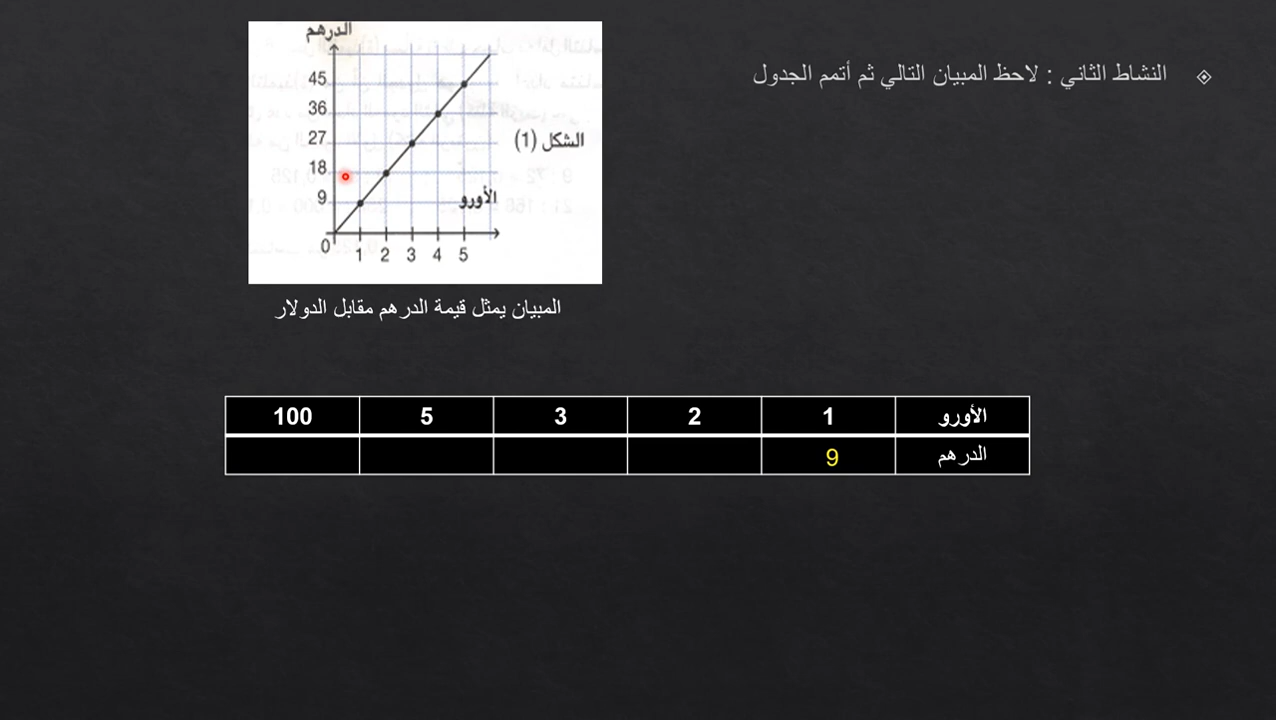 النشاط الثاني : لاحظ المبيان التالي ثم أتمم الجدول
الدرهم
45
36
27
18
9
0
1 2 3 4 5
الأورو
الشكل (1)
المبيان يمثل قيمة الدرهم مقابل الدولار
الأورو 1 2 3 5 100
الدرهم 9